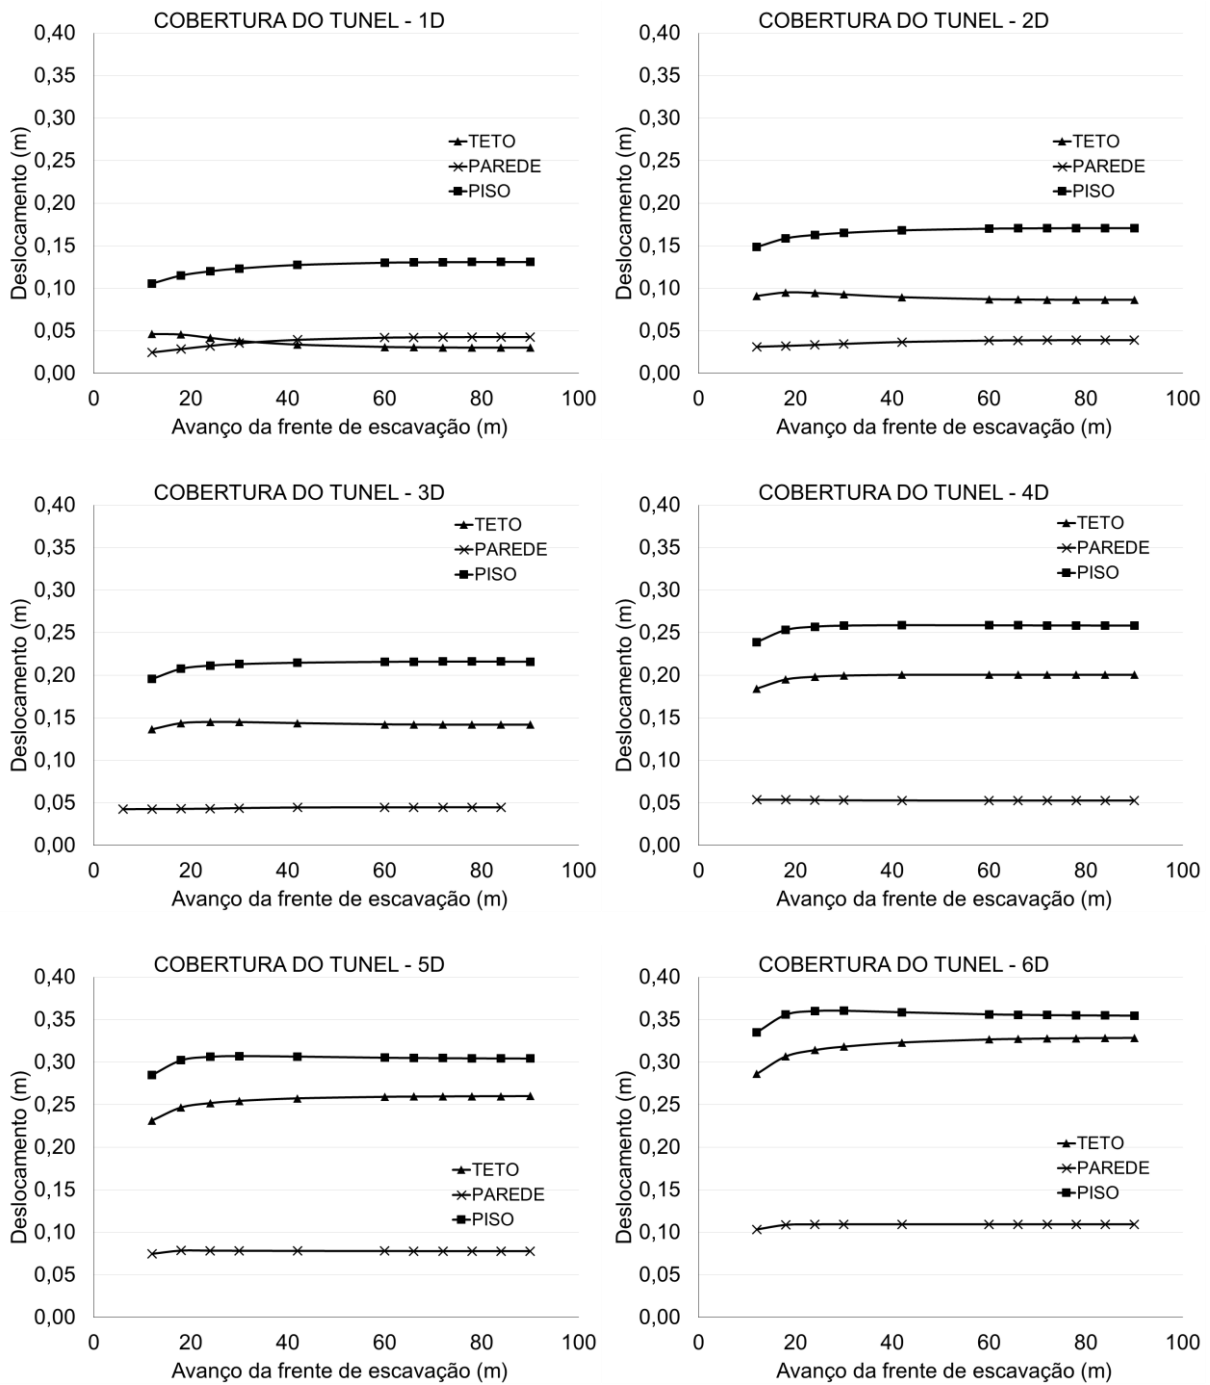 COBERTURA DO TUNEL - 1D
0,40
0,35
0,30
0,25
0,20
0,15
0,10
0,05
0,00
Deslocamento (m)
TETO
PAREDE
PISO
0 20 40 60 80 100
Avanço da frente de escavação (m)
COBERTURA DO TUNEL - 2D
0,40
0,35
0,30
0,25
0,20
0,15
0,10
0,05
0,00
Deslocamento (m)
TETO
PAREDE
PISO
0 20 40 60 80 100
Avanço da frente de escavação (m)
COBERTURA DO TUNEL - 3D
0,40
0,35
0,30
0,25
0,20
0,15
0,10
0,05
0,00
Deslocamento (m)
TETO
PAREDE
PISO
0 20 40 60 80 100
Avanço da frente de escavação (m)
COBERTURA DO TUNEL - 4D
0,40
0,35
0,30
0,25
0,20
0,15
0,10
0,05
0,00
Deslocamento (m)
TETO
PAREDE
PISO
0 20 40 60 80 100
Avanço da frente de escavação (m)
COBERTURA DO TUNEL - 5D
0,40
0,35
0,30
0,25
0,20
0,15
0,10
0,05
0,00
Deslocamento (m)
TETO
PAREDE
PISO
0 20 40 60 80 100
Avanço da frente de escavação (m)
COBERTURA DO TUNEL - 6D
0,40
0,35
0,30
0,25
0,20
0,15
0,10
0,05
0,00
Deslocamento (m)
TETO
PAREDE
PISO
0 20 40 60 80 100
Avanço da frente de escavação (m)